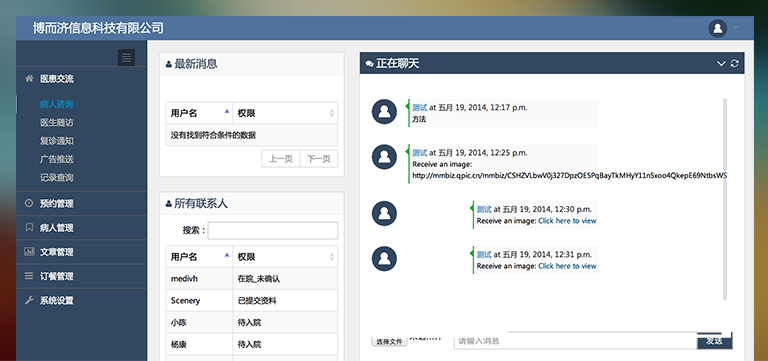 博而济信息科技有限公司
医患交流
病人咨询
医生随访
复诊通知
广告推送
记录查询
预约管理
病人管理
文章管理
订餐管理
系统设置
最新消息
用户名 权限
没有找到符合条件的数据
上一页 下一页
所有联系人
搜索：
用户名 权限
medivh 在院_未确认
Scenery 已提交资料
小陈 待入院
杨康 待入院
正在聊天
测试 at 五月 19, 2014, 12:17 p.m.
方法
测试 at 五月 19, 2014, 12:25 p.m.
Receive an image:
http://mmbiz.qpic.cn/mmbiz/CSHZVLbwV0j327DpzOE5PqBayTkMHyY11n5xoo4QkepE69NtbsWS
测试 at 五月 19, 2014, 12:30 p.m.
Receive an image: Click here to view
测试 at 五月 19, 2014, 12:31 p.m.
Receive an image: Click here to view
选择文件
请输入消息
发送